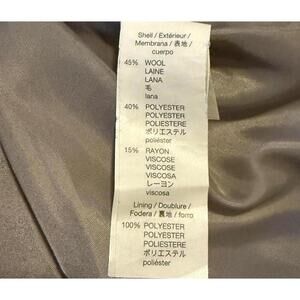 Shell / Extérieur /
Membrana / 表地 /
cuerpo
45% WOOL
LAINE
LANA
毛
lana
40% POLYESTER
POLYESTER
POLIESTERE
ポリエステル
poliéster
15% RAYON
VISCOSE
VISCOSA
レーヨン
viscosa
Lining / Doublure /
Fodera / 裏地 / forro
100% POLYESTER
POLYESTER
POLIESTERE
ポリエステル
poliéster